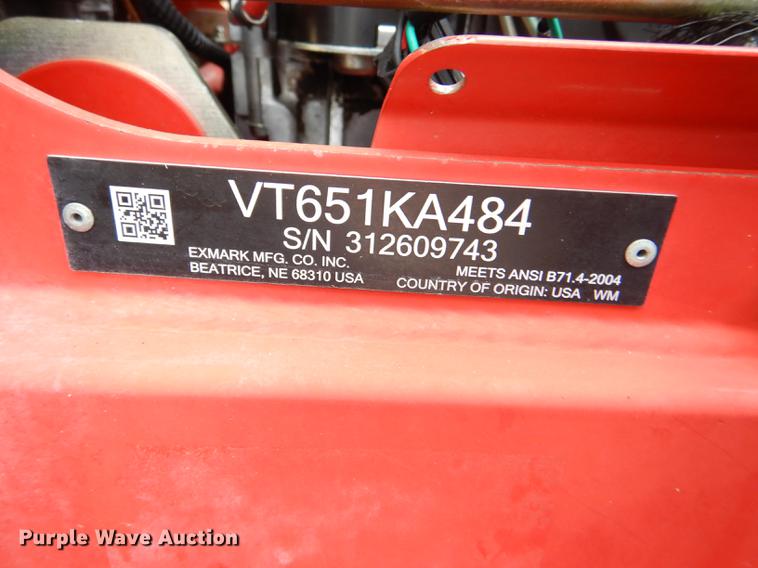 VT651KA484
S/N 312609743
EXMARK MFG. CO. INC.
BEATRICE, NE 68310 USA
MEETS ANSI B71.4-2004
COUNTRY OF ORIGIN: USA WM
Purple Wave Auction